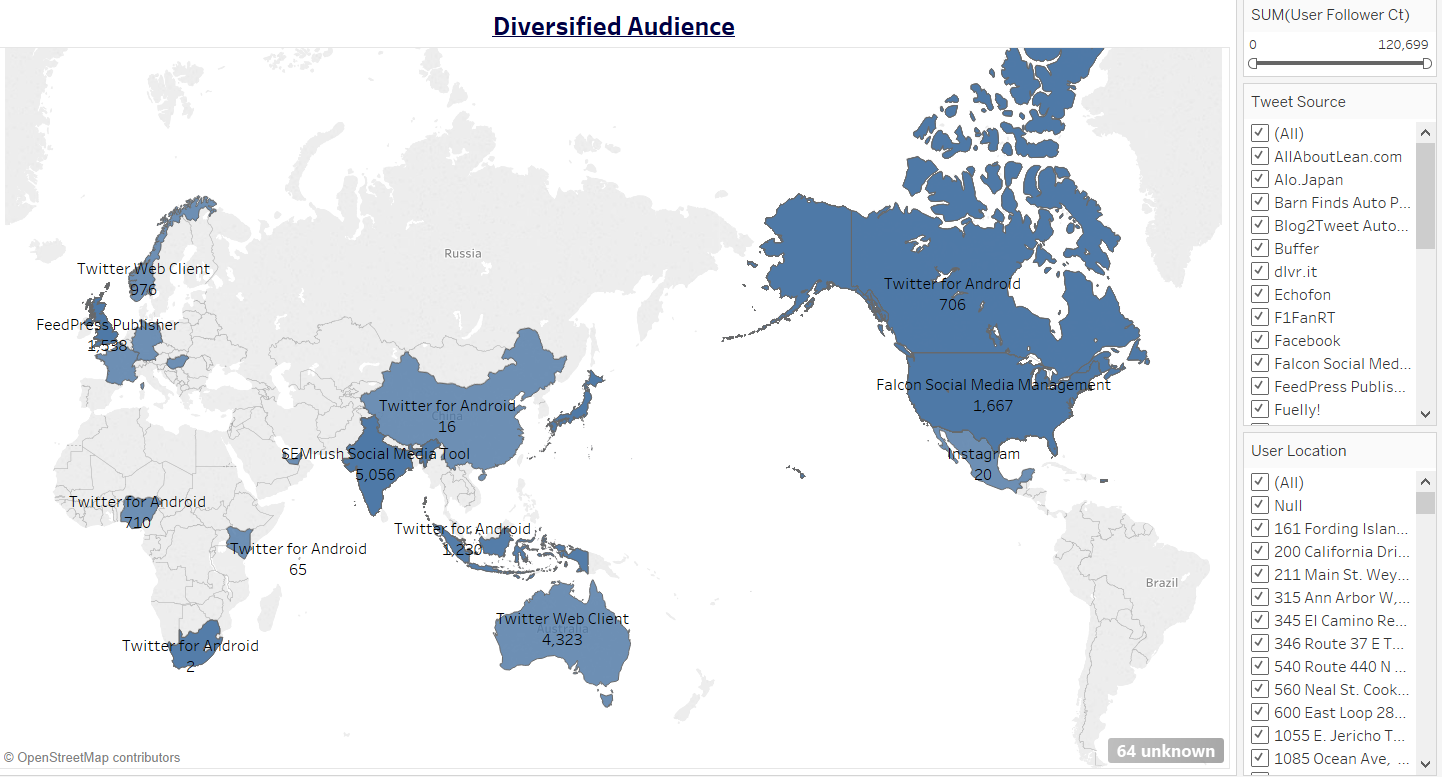 Diversified Audience
Russia
Twitter Web Client
976
FeedPress Publisher
1,538
Twitter for Android
706
Falcon Social Media Management
1,667
Twitter for Android
China
16
SEMrush Social Media Tool
5,056
Instagram
20
Twitter for Android
710
Twitter for Android
1,230
Twitter for Android
65
Brazil
Twitter Web Client
Australia
4,323
Twitter for Android
2
64 unknown
© OpenStreetMap contributors
SUM(User Follower Ct)
0 120,699
Tweet Source
(All)
AllAboutLean.com
Alo.Japan
Barn Finds Auto P...
Blog2Tweet Auto...
Buffer
dlvr.it
Echofon
F1FanRT
Facebook
Falcon Social Med...
FeedPress Publis...
Fuelly!
User Location
(All)
Null
161 Fording Islan...
200 California Dri...
211 Main St. Wey...
315 Ann Arbor W,...
345 El Camino Re...
346 Route 37 E T...
540 Route 440 N ...
560 Neal St. Cook...
600 East Loop 28...
1055 E. Jericho T...
1085 Ocean Ave, ...